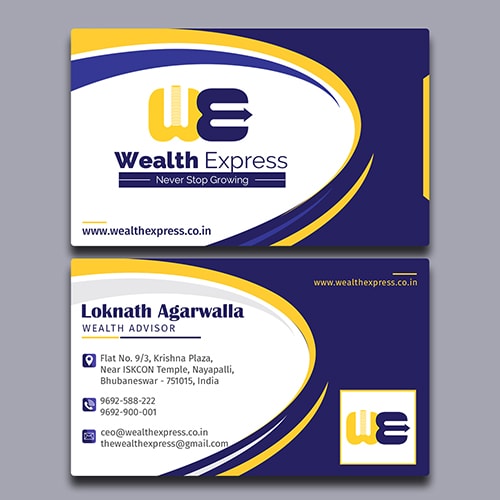 WE
Wealth Express
Never Stop Growing
www.wealthexpress.co.in
www.wealthexpress.co.in
Loknath Agarwalla
WEALTH ADVISOR
Flat No. 9/3, Krishna Plaza,
Near ISKCON Temple, Nayapalli,
Bhubaneswar - 751015, India
9692-588-222
9692-900-001
ceo@wealthexpress.co.in
thewealthexpress@gmail.com
WE